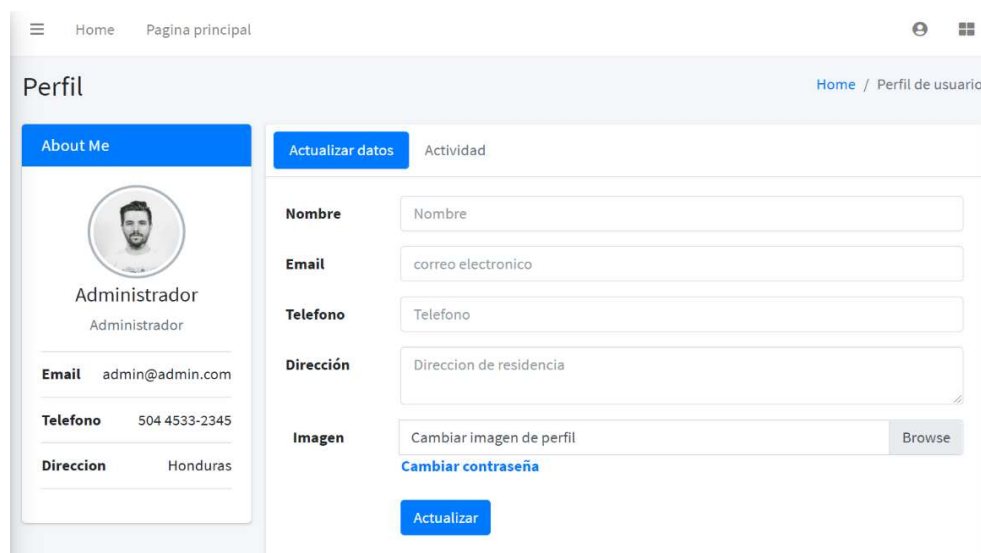 Home Pagina principal
Perfil
Home / Perfil de usuario
About Me
Administrador
Administrador
Email admin@admin.com
Telefono 504 4533-2345
Direccion Honduras
Actualizar datos Actividad
Nombre Nombre
Email correo electronico
Telefono Telefono
Dirección Direccion de residencia
Imagen Cambiar imagen de perfil Browse
Cambiar contraseña
Actualizar